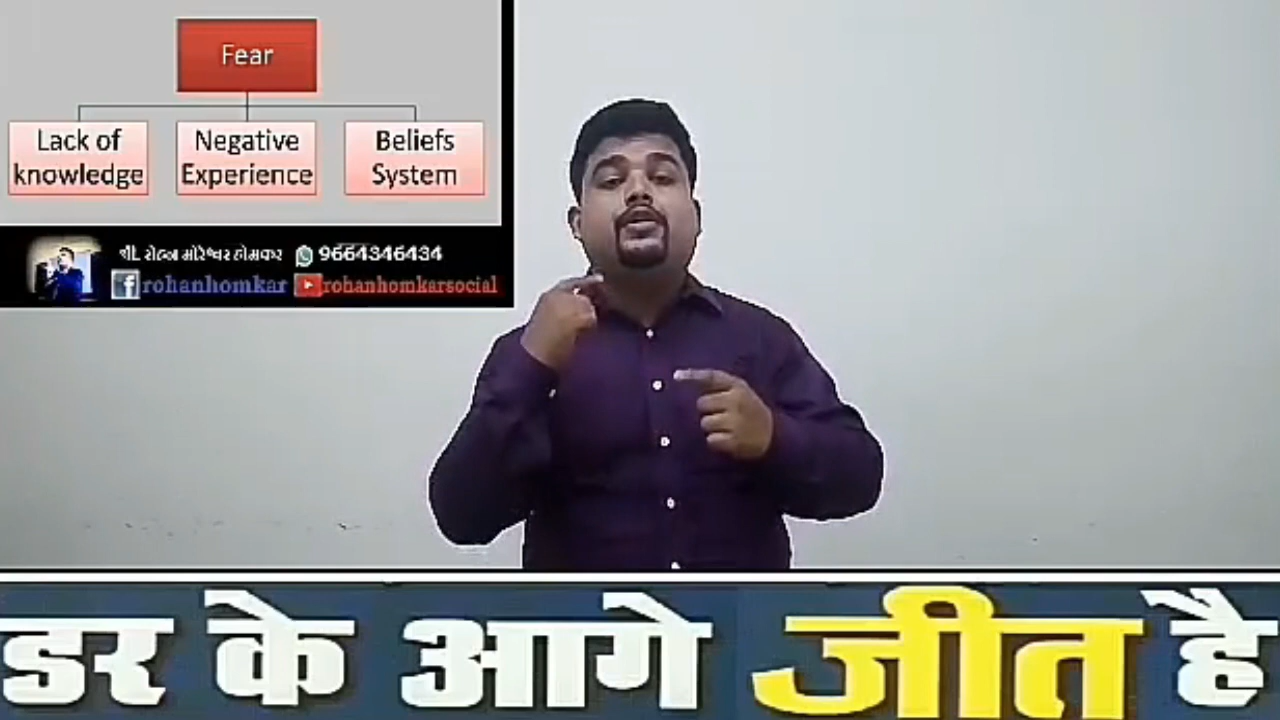 Fear
Lack of
knowledge
Negative
Experience
Beliefs
System
9664346434
rohanhomkar
rohanhomkarsocial
डर के आगे जीत है